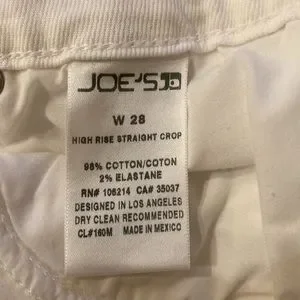 JOE'S
W 28
HIGH RISE STRAIGHT CROP
98% COTTON/COTON
2% ELASTANE
RN# 106214 CA# 35037
DESIGNED IN LOS ANGELES
DRY CLEAN RECOMMENDED
CL#160M MADE IN MEXICO